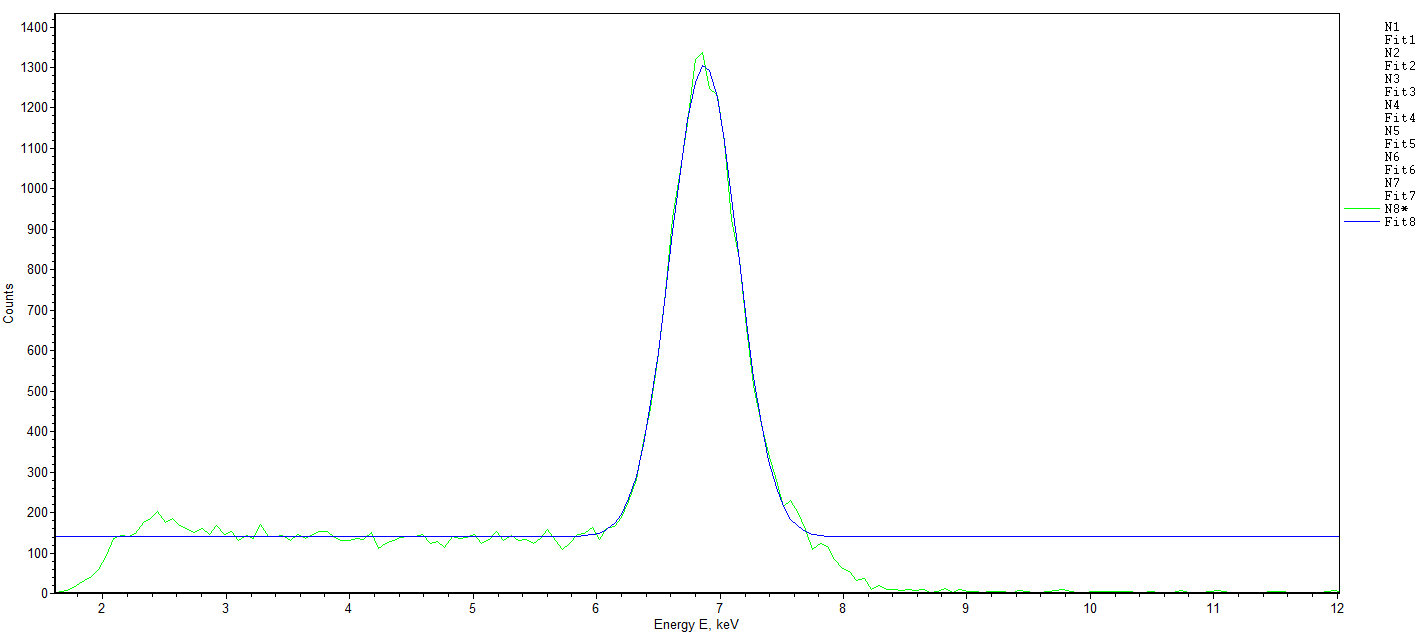 1400
1300
1200
1100
1000
900
800
700
600
500
400
300
200
100
0
Counts
2 3 4 5 6 7 8 9 10 11 12
Energy E, keV
N1
Fit1
N2
Fit2
N3
Fit3
N4
Fit4
N5
Fit5
N6
Fit6
N7
Fit7
N8*
Fit8